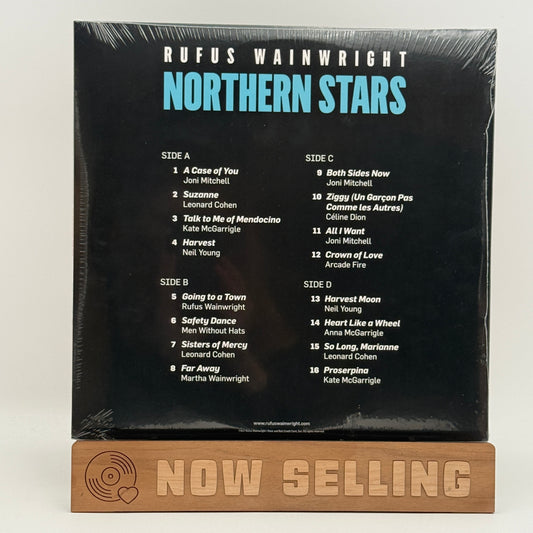 RUFUS WAINWRIGHT
NORTHERN STARS
SIDE A
1 A Case of You
Joni Mitchell
2 Suzanne
Leonard Cohen
3 Talk to Me of Mendocino
Kate McGarrigle
4 Harvest
Neil Young
SIDE B
5 Going to a Town
Rufus Wainwright
6 Safety Dance
Men Without Hats
7 Sisters of Mercy
Leonard Cohen
8 Far Away
Martha Wainwright
SIDE C
9 Both Sides Now
Joni Mitchell
10 Ziggy (Un Garçon Pas
Comme les Autres)
Céline Dion
11 All I Want
Joni Mitchell
12 Crown of Love
Arcade Fire
SIDE D
13 Harvest Moon
Neil Young
14 Heart Like a Wheel
Anna McGarrigle
15 So Long, Marianne
Leonard Cohen
16 Proserpina
Kate McGarrigle
www.rufuswainwright.com
NOW SELLING